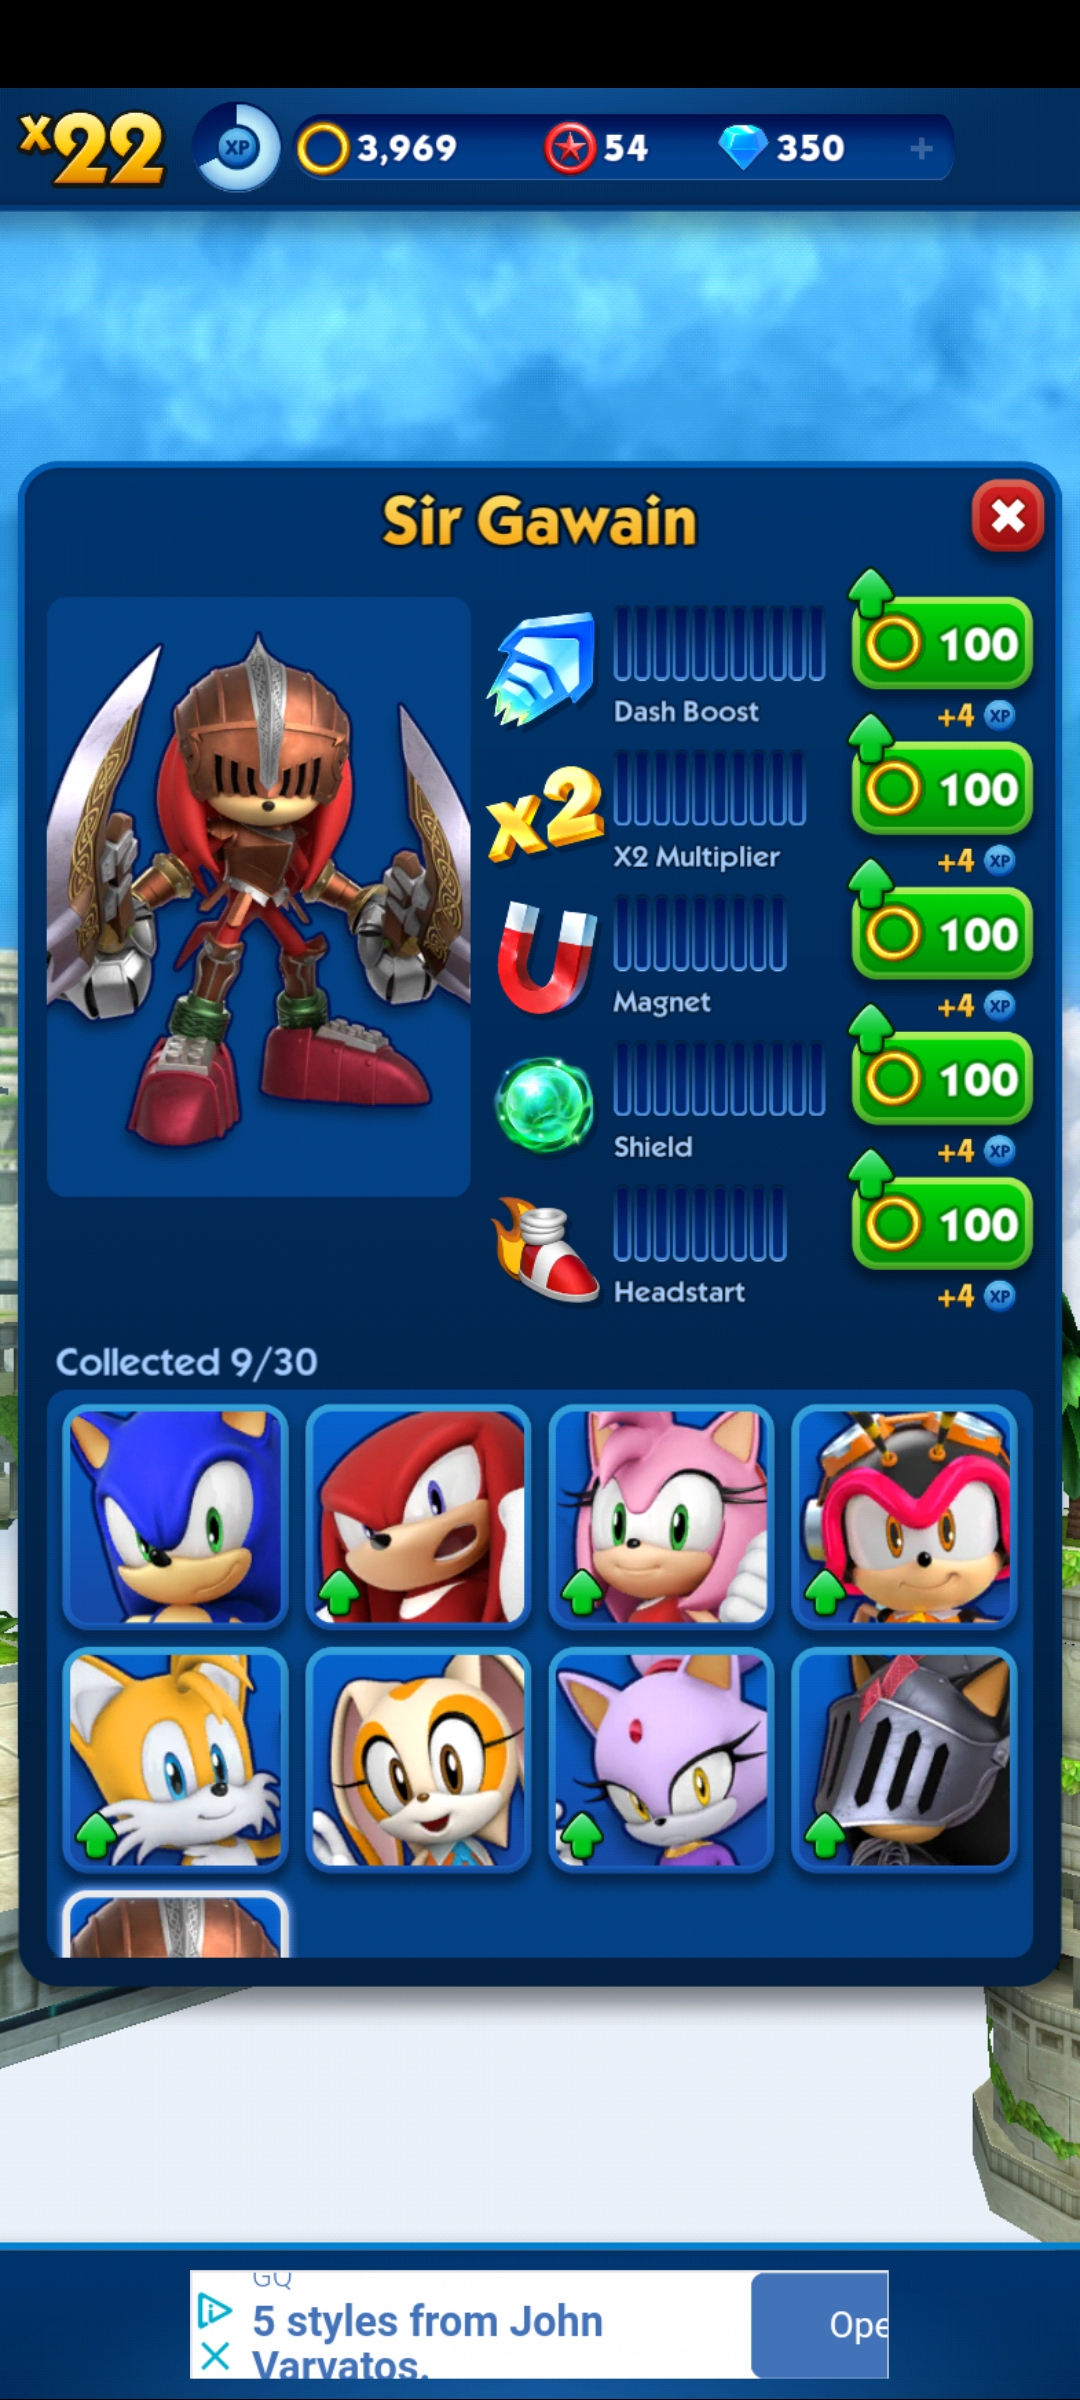 x22 XP 3,969 54 350 +
Sir Gawain
100
Dash Boost
+4 XP
x2
100
X2 Multiplier
+4 XP
100
Magnet
+4 XP
100
Shield
+4 XP
100
Headstart
+4 XP
Collected 9/30
GQ
5 styles from John
Varvatos.
Ope